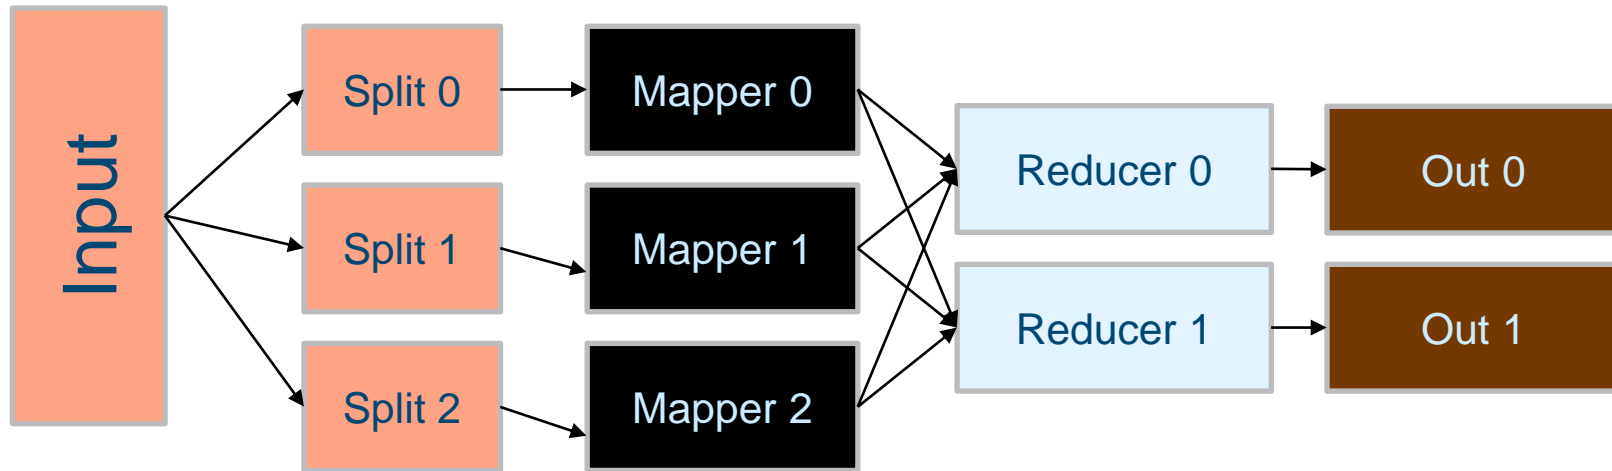 Input
Split 0
Mapper 0
Split 1
Mapper 1
Split 2
Mapper 2
Reducer 0
Out 0
Reducer 1
Out 1